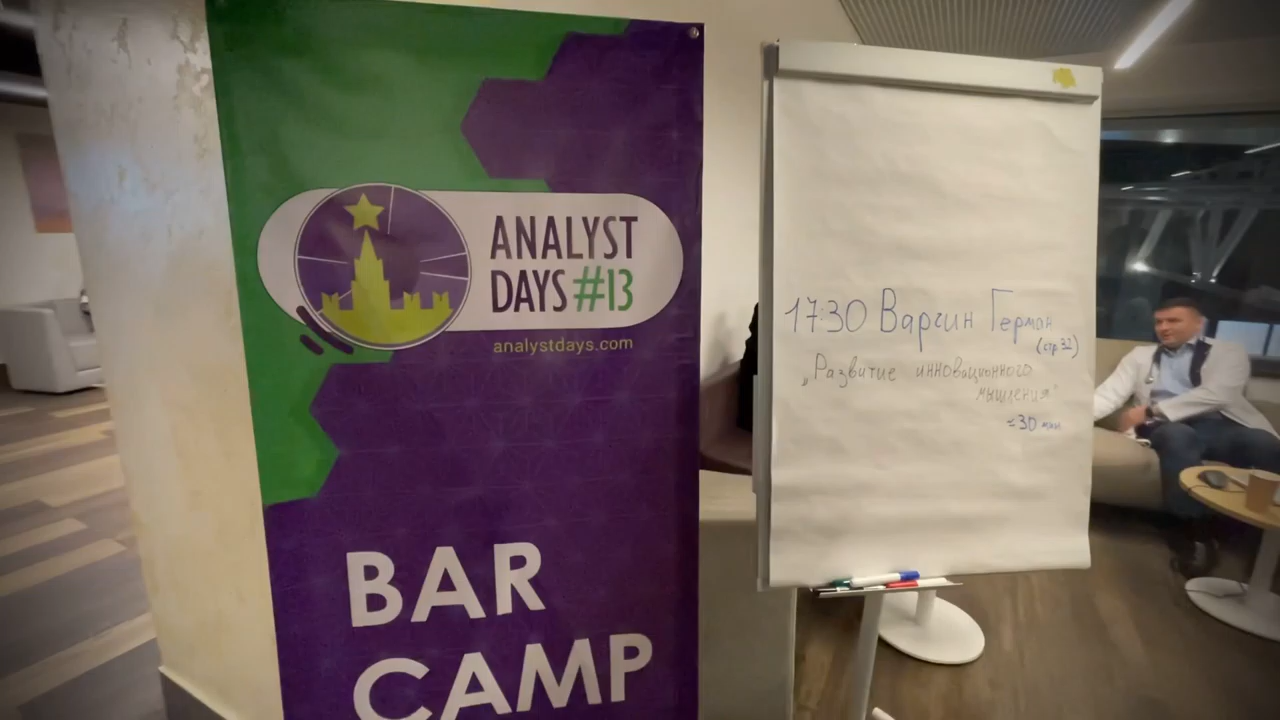 ANALYST
DAYS #13
analystdays.com
BAR
CAMP
17:30 Варгин Герман
(стр 32)
„Развитие инновационного
мышления"
≈30 мин